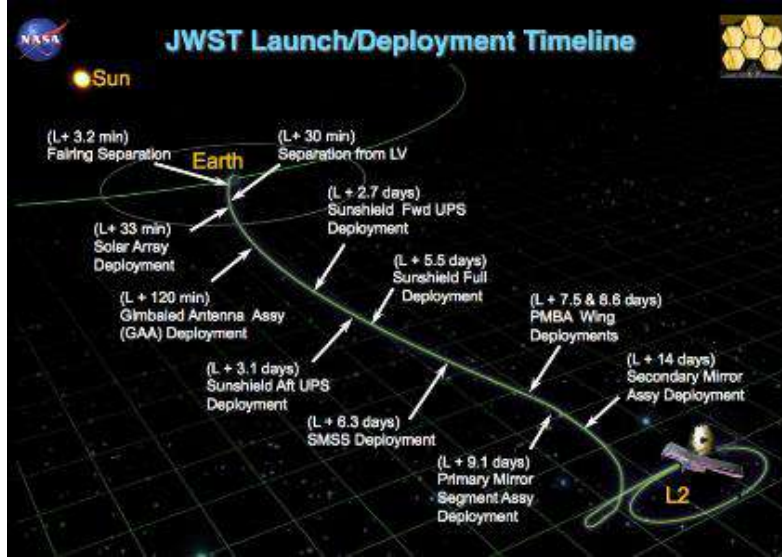 NASA
JWST Launch/Deployment Timeline
Sun
(L+ 3.2 min)
Fairing Separation
Earth
(L+ 30 min)
Separation from LV
(L + 2.7 days)
Sunshield Fwd UPS
Deployment
(L+ 33 min)
Solar Array
Deployment
(L + 5.5 days)
Sunshield Full
Deployment
(L + 120 min)
Gimbaled Antenna Assy
(GAA) Deployment
(L + 7.5 & 8.6 days)
PMBA Wing
Deployments
(L + 3.1 days)
Sunshield Aft UPS
Deployment
(L + 14 days)
Secondary Mirror
Assy Deployment
(L + 6.3 days)
SMSS Deployment
(L + 9.1 days)
Primary Mirror
Segment Assy
Deployment
L2